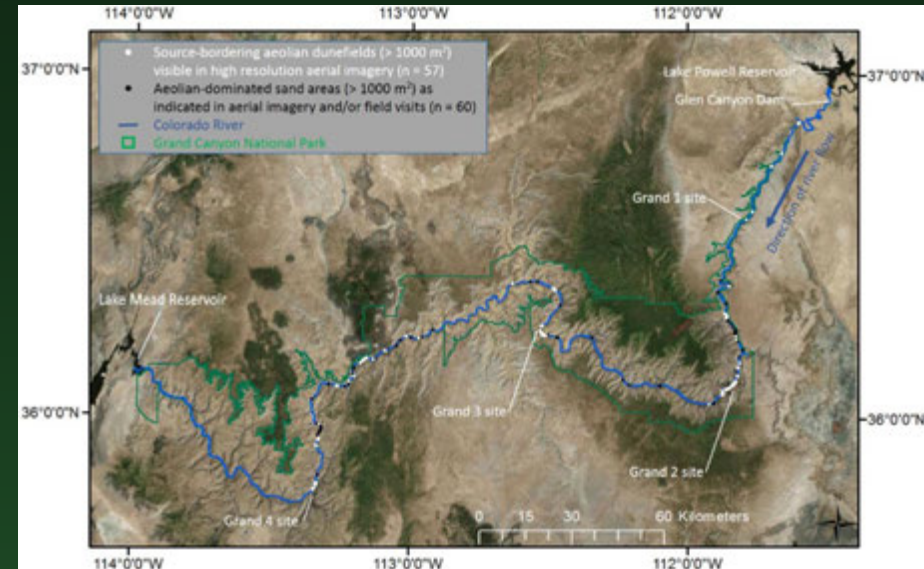 114°0'0"W
113°0'0"W
112°0'0"W
Source-bordering aeolian dunefields (> 1000 m²)
visible in high resolution aerial imagery (n = 57)
Aeolian-dominated sand areas (> 1000 m²) as
indicated in aerial imagery and/or field visits (n = 60)
Colorado River
Grand Canyon National Park
37°0'0"N
37°0'0"N
Lake Powell Reservoir
Glen Canyon Dam
Grand 1 site
Direction of river flow
Lake Mead Reservoir
36°0'0"N
Grand 3 site
36°0'0"N
Grand 2 site
Grand 4 site
0 15 30 60 Kilometers
114°0'0"W
113°0'0"W
112°0'0"W